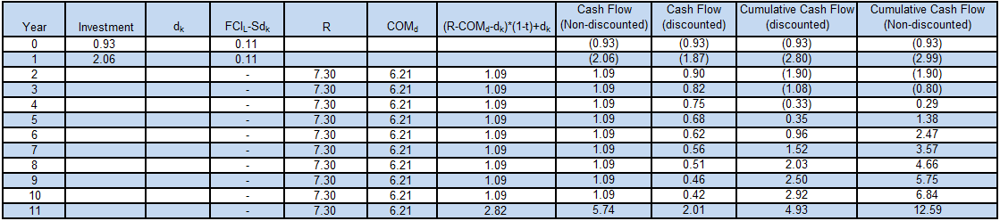 Year Investment dk FCIL-Sdk R COMd (R-COMd-dk)*(1-t)+dk Cash Flow (Non-discounted) Cash Flow (discounted) Cumulative Cash Flow (discounted) Cumulative Cash Flow (Non-discounted)
0 0.93 0.11 (0.93) (0.93) (0.93) (0.93)
1 2.06 0.11 (2.06) (1.87) (2.80) (2.99)
2 - 7.30 6.21 1.09 1.09 0.90 (1.90) (1.90)
3 - 7.30 6.21 1.09 1.09 0.82 (1.08) (0.80)
4 - 7.30 6.21 1.09 1.09 0.75 (0.33) 0.29
5 - 7.30 6.21 1.09 1.09 0.68 0.35 1.38
6 - 7.30 6.21 1.09 1.09 0.62 0.96 2.47
7 - 7.30 6.21 1.09 1.09 0.56 1.52 3.57
8 - 7.30 6.21 1.09 1.09 0.51 2.03 4.66
9 - 7.30 6.21 1.09 1.09 0.46 2.50 5.75
10 - 7.30 6.21 1.09 1.09 0.42 2.92 6.84
11 - 7.30 6.21 2.82 5.74 2.01 4.93 12.59